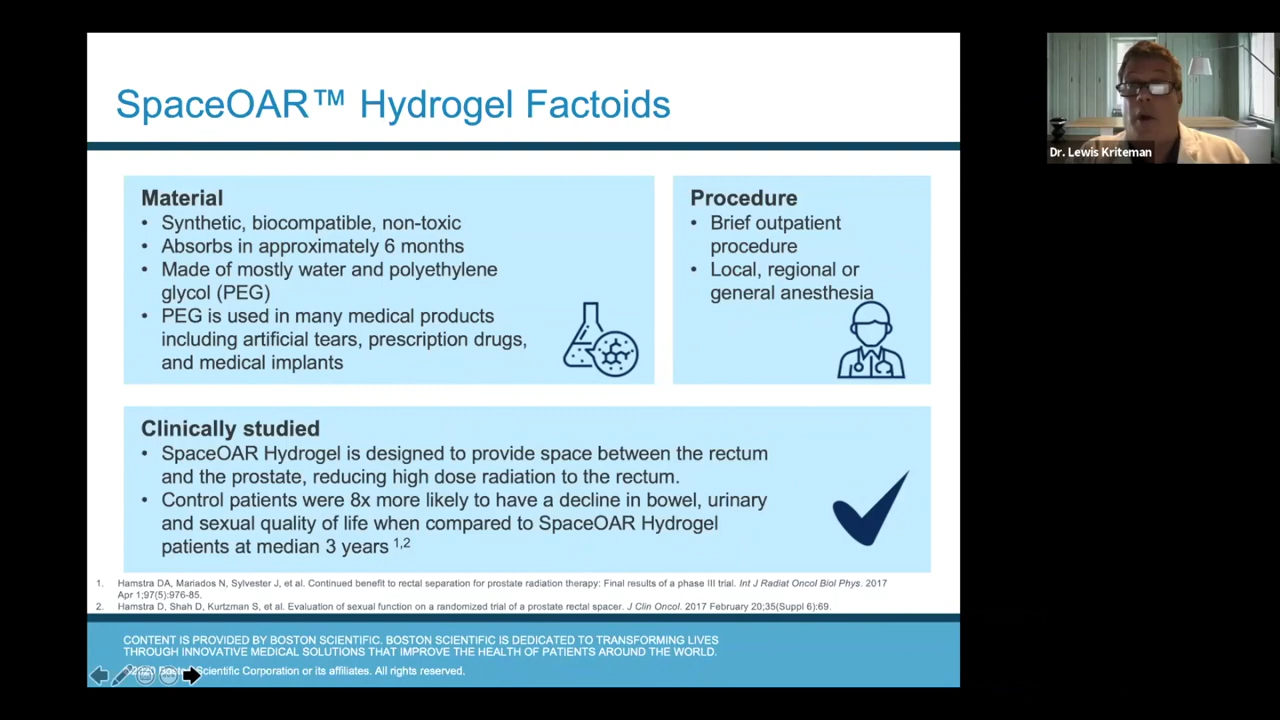 SpaceOAR™ Hydrogel Factoids
Dr. Lewis Kriteman
Material
• Synthetic, biocompatible, non-toxic
• Absorbs in approximately 6 months
• Made of mostly water and polyethylene
glycol (PEG)
• PEG is used in many medical products
including artificial tears, prescription drugs,
and medical implants
Procedure
• Brief outpatient
procedure
• Local, regional or
general anesthesia
Clinically studied
• SpaceOAR Hydrogel is designed to provide space between the rectum
and the prostate, reducing high dose radiation to the rectum.
• Control patients were 8x more likely to have a decline in bowel, urinary
and sexual quality of life when compared to SpaceOAR Hydrogel
patients at median 3 years 1,2
1. Hamstra DA, Mariados N, Sylvester J, et al. Continued benefit to rectal separation for prostate radiation therapy: Final results of a phase III trial. Int J Radiat Oncol Biol Phys. 2017
Apr 1;97(5):976-85.
2. Hamstra D, Shah D, Kurtzman S, et al. Evaluation of sexual function on a randomized trial of a prostate rectal spacer. J Clin Oncol. 2017 February 20;35(Suppl 6):69.
CONTENT IS PROVIDED BY BOSTON SCIENTIFIC. BOSTON SCIENTIFIC IS DEDICATED TO TRANSFORMING LIVES
THROUGH INNOVATIVE MEDICAL SOLUTIONS THAT IMPROVE THE HEALTH OF PATIENTS AROUND THE WORLD.
Scientific Corporation or its affiliates. All rights reserved.